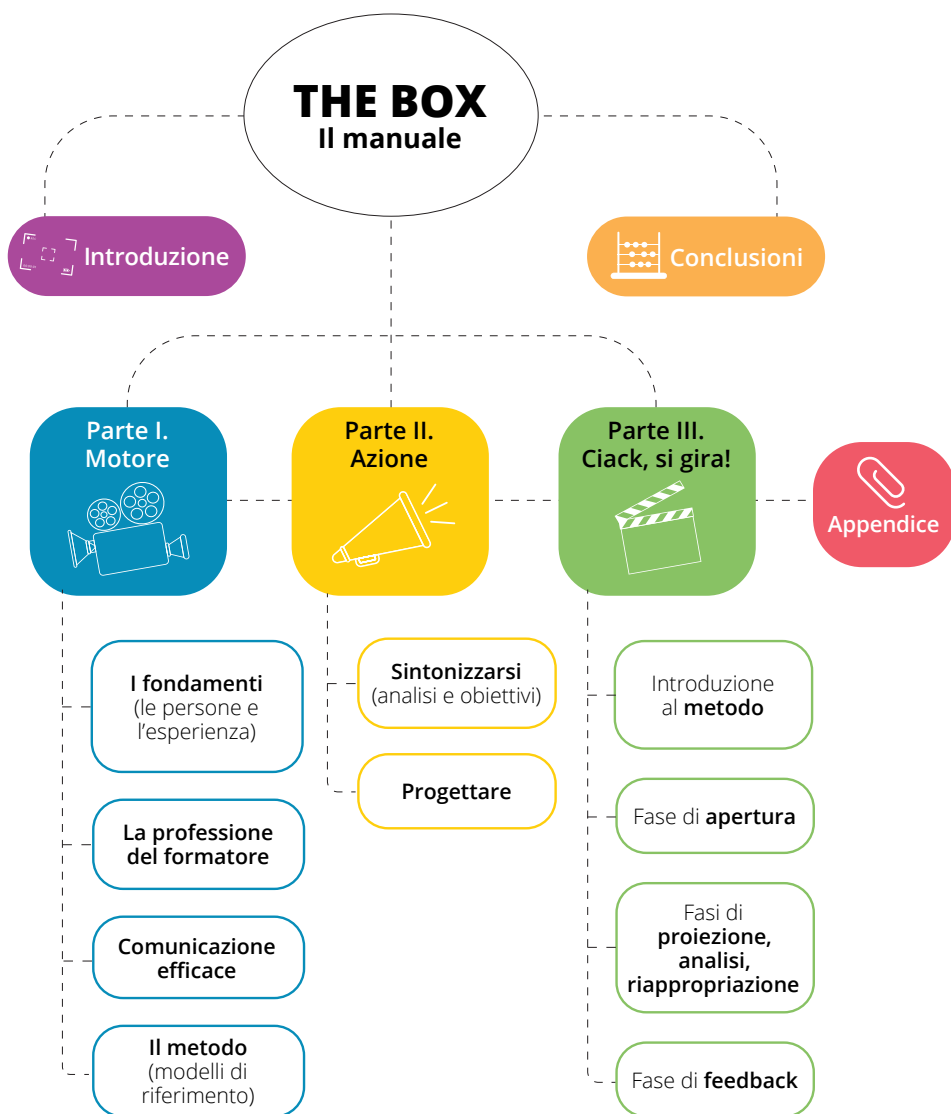 THE BOX
Il manuale
Introduzione
Conclusioni
Parte I.
Motore
Parte II.
Azione
Parte III.
Ciack, si gira!
Appendice
I fondamenti
(le persone e
l'esperienza)
La professione
del formatore
Comunicazione
efficace
Il metodo
(modelli di
riferimento)
Sintonizzarsi
(analisi e obiettivi)
Progettare
Introduzione
al metodo
Fase di apertura
Fasi di
proiezione,
analisi,
riappropriazione
Fase di feedback